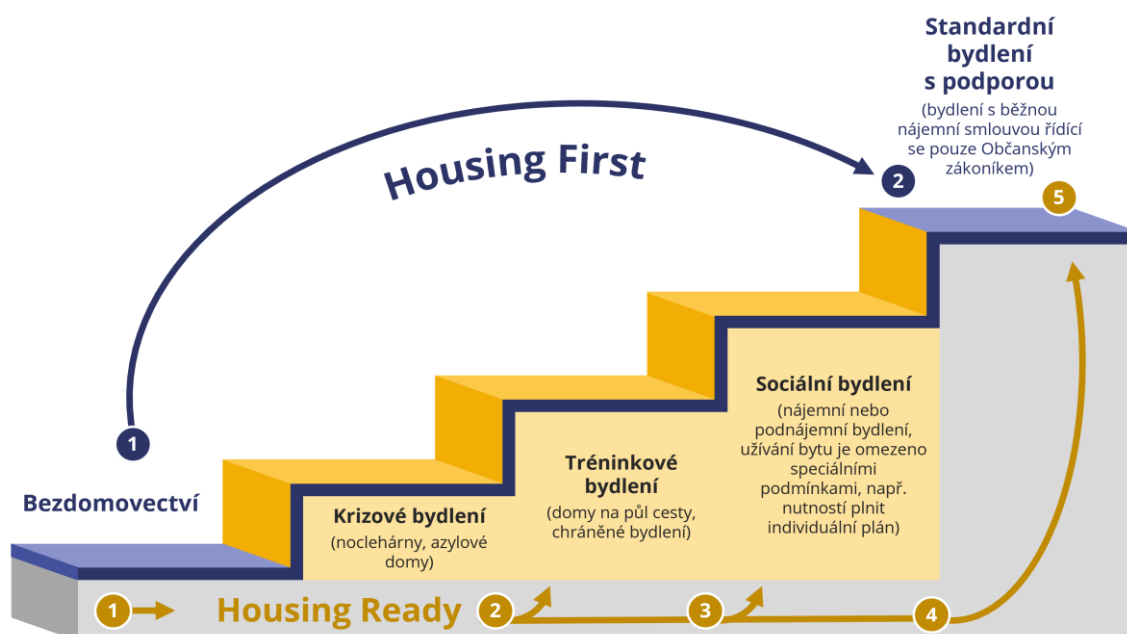 Standardní
bydlení
s podporou
(bydlení s běžnou
nájemní smlouvou řídící
se pouze Občanským
zákoníkem)
Housing First
2
5
1
Bezdomovectví
Krizové bydlení
(noclehárny, azylové
domy)
Tréninkové
bydlení
(domy na půl cesty,
chráněné bydlení)
Sociální bydlení
(nájemní nebo
podnájemní bydlení,
užívání bytu je omezeno
speciálními
podmínkami, např.
nutností plnit
individuální plán)
1
Housing Ready
2
3
4